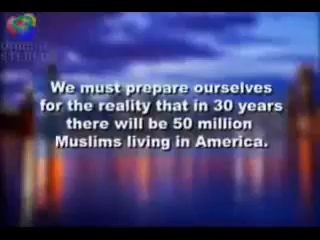 We must prepare ourselves
for the reality that in 30 years
there will be 50 million
Muslims living in America.